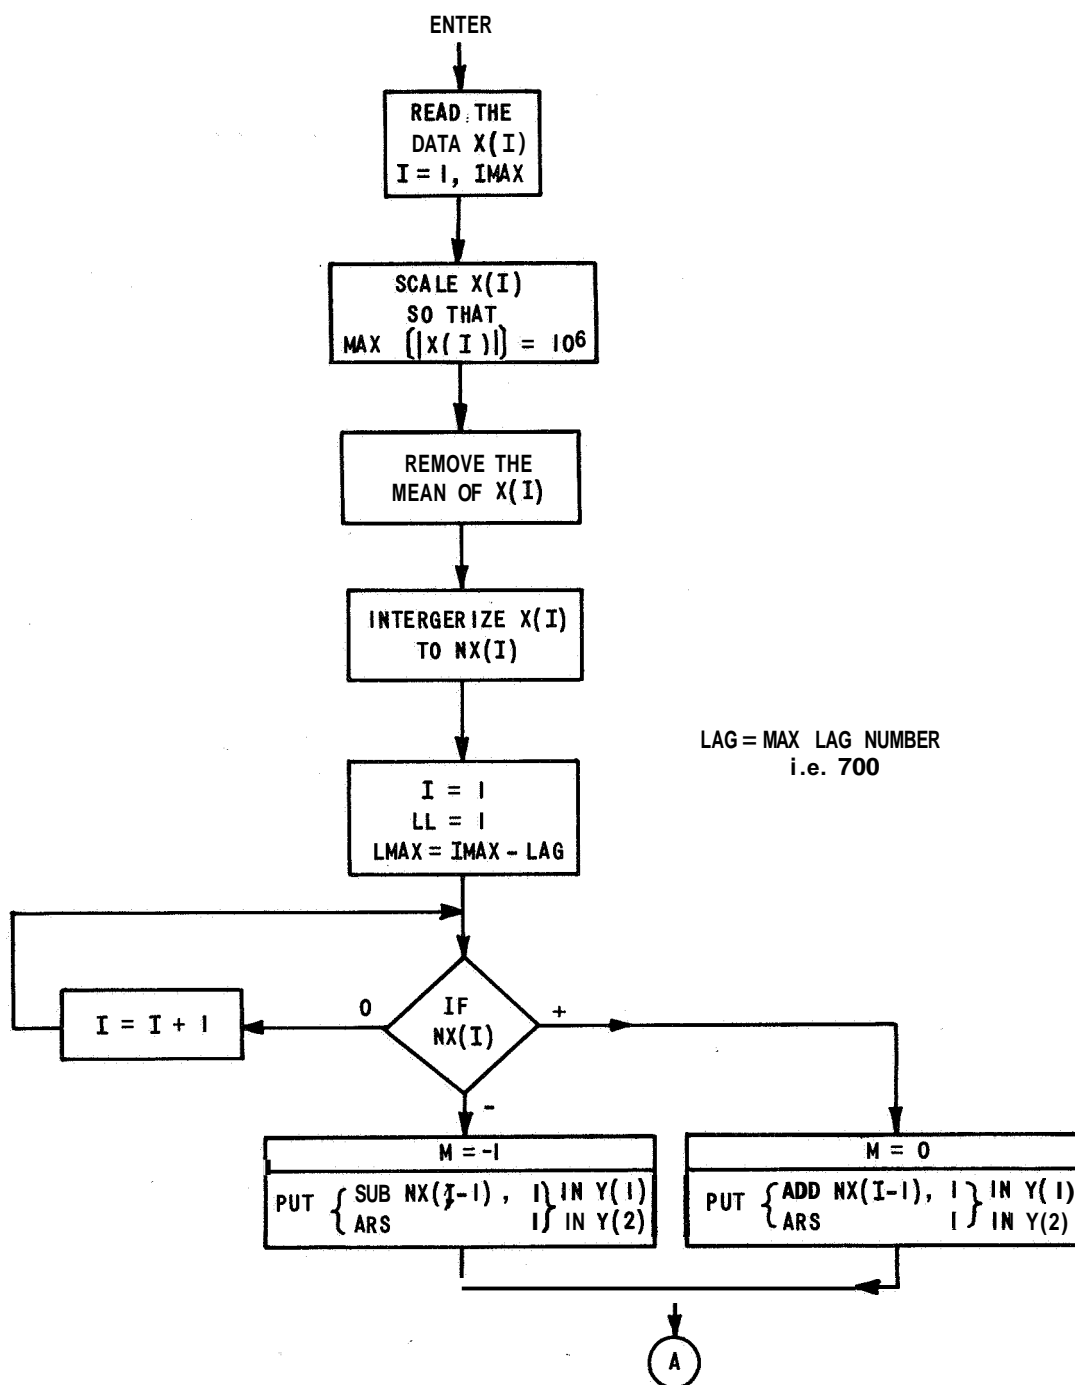 ENTER
READ THE
DATA X(I)
I = 1, IMAX
SCALE X(I)
SO THAT
MAX (|X(I)|) = 10⁶
REMOVE THE
MEAN OF X(I)
INTERGERIZE X(I)
TO NX(I)
LAG = MAX LAG NUMBER
i.e. 700
I = 1
LL = 1
LMAX = IMAX - LAG
I = I + 1
0
IF
NX(I)
+
-
M = -1
PUT { SUB NX(I-1), 1 } IN Y(1)
ARS 1 } IN Y(2)
M = 0
PUT { ADD NX(I-1), 1 } IN Y(1)
ARS 1 } IN Y(2)
A